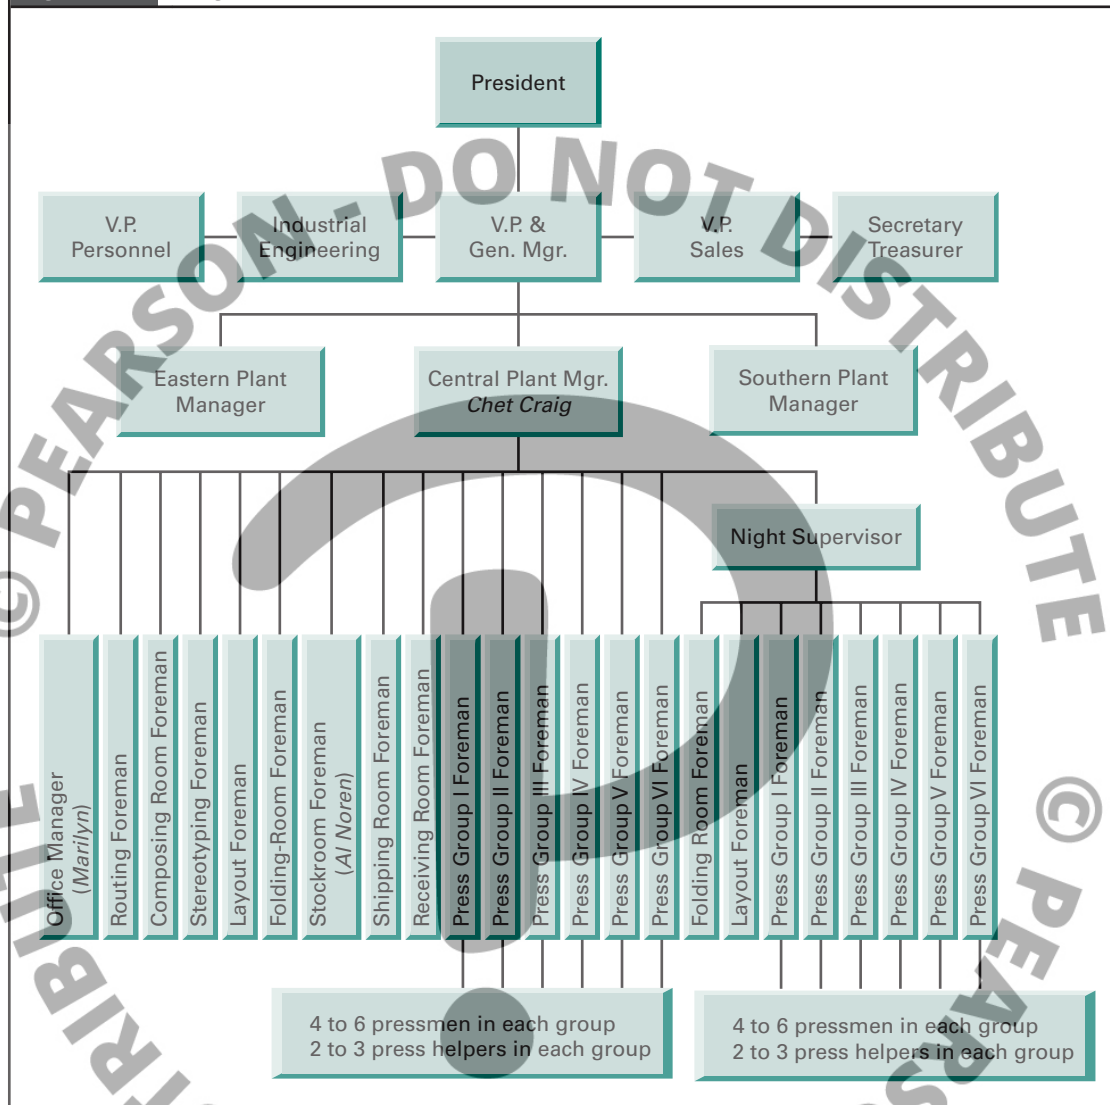 President
V.P.
Personnel
Industrial
Engineering
V.P. &
Gen. Mgr.
V.P.
Sales
Secretary
Treasurer
Eastern Plant
Manager
Central Plant Mgr.
Chet Craig
Southern Plant
Manager
Night Supervisor
Office Manager
(Marilyn)
Routing Foreman
Composing Room Foreman
Stereotyping Foreman
Layout Foreman
Folding-Room Foreman
Stockroom Foreman
(Al Noren)
Shipping Room Foreman
Receiving Room Foreman
Press Group I Foreman
Press Group II Foreman
Press Group III Foreman
Press Group IV Foreman
Press Group V Foreman
Press Group VI Foreman
Folding Room Foreman
Layout Foreman
Press Group I Foreman
Press Group II Foreman
Press Group III Foreman
Press Group IV Foreman
Press Group V Foreman
Press Group VI Foreman
4 to 6 pressmen in each group
2 to 3 press helpers in each group
4 to 6 pressmen in each group
2 to 3 press helpers in each group
© PEARSON - DO NOT DISTRIBUTE
© PEARS
TRIBUTE